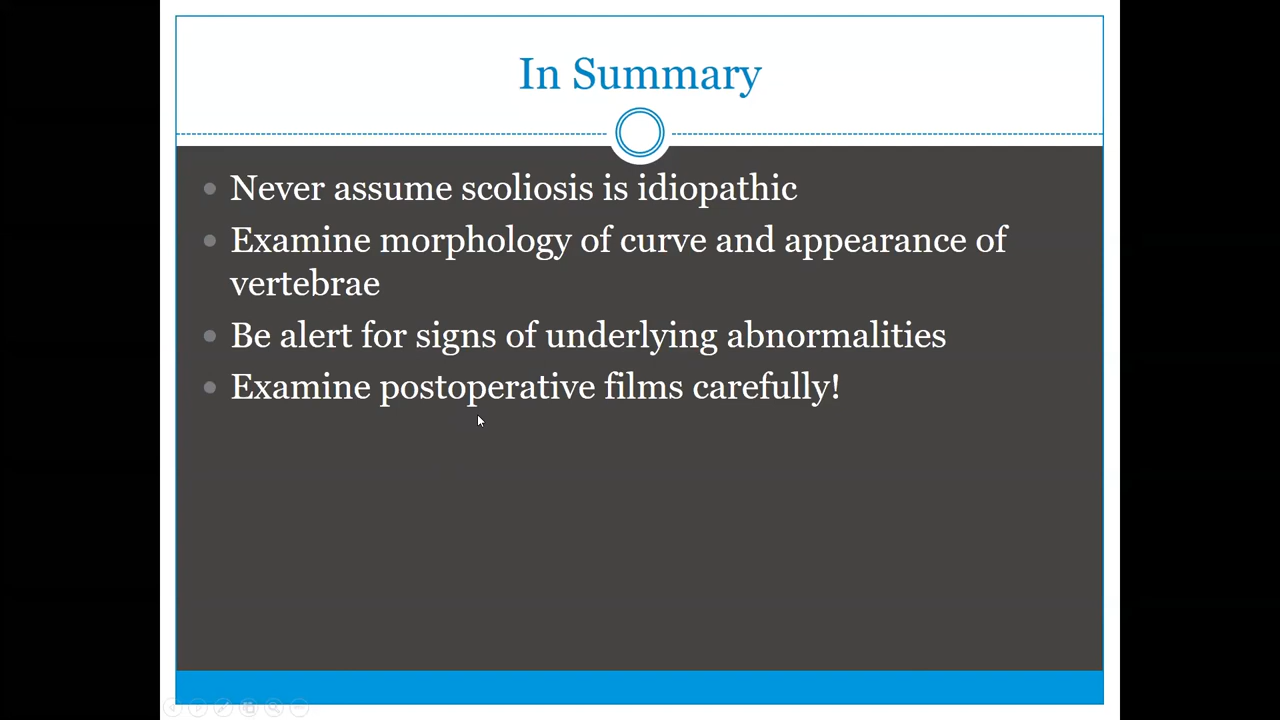 In Summary
Never assume scoliosis is idiopathic
Examine morphology of curve and appearance of
vertebrae
Be alert for signs of underlying abnormalities
Examine postoperative films carefully!